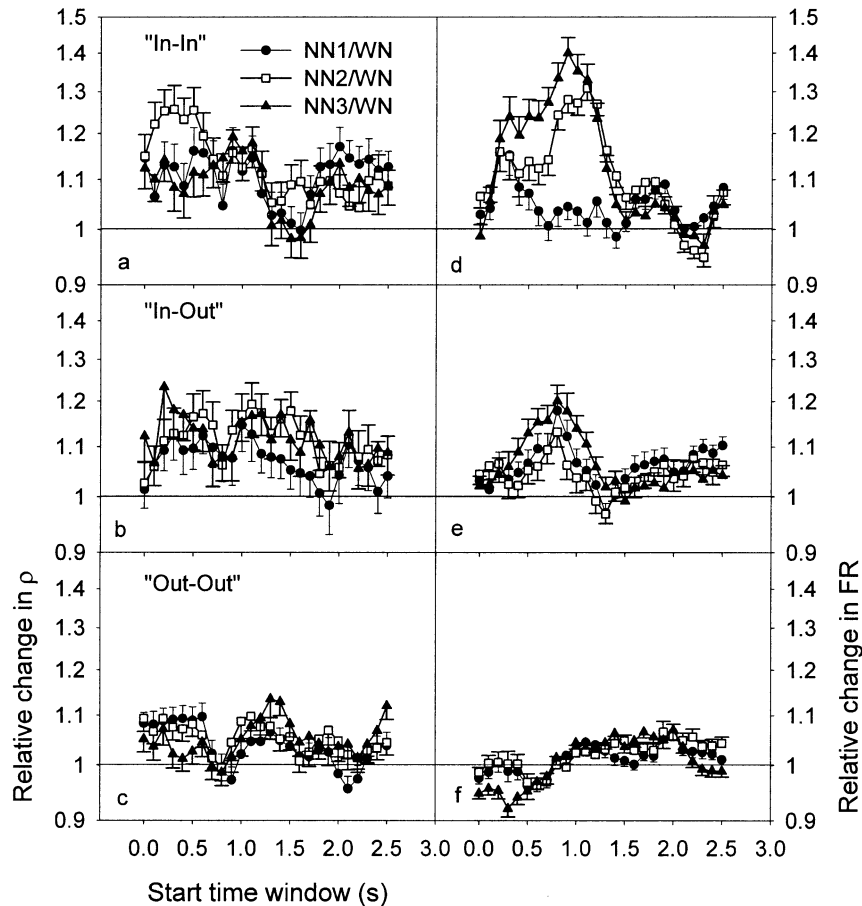 1.5
1.4
1.3
1.2
1.1
1
0.9
"In-In"
NN1/WN
NN2/WN
NN3/WN
a
d
1.5
1.4
1.3
1.2
1.1
1
0.9
1.4
1.3
1.2
1.1
1
0.9
"In-Out"
b
e
1.4
1.3
1.2
1.1
1
0.9
1.4
1.3
1.2
1.1
1
0.9
"Out-Out"
c
f
1.4
1.3
1.2
1.1
1
0.9
Relative change in ρ
Relative change in FR
0.0 0.5 1.0 1.5 2.0 2.5 3.0 0.0 0.5 1.0 1.5 2.0 2.5 3.0
Start time window (s)